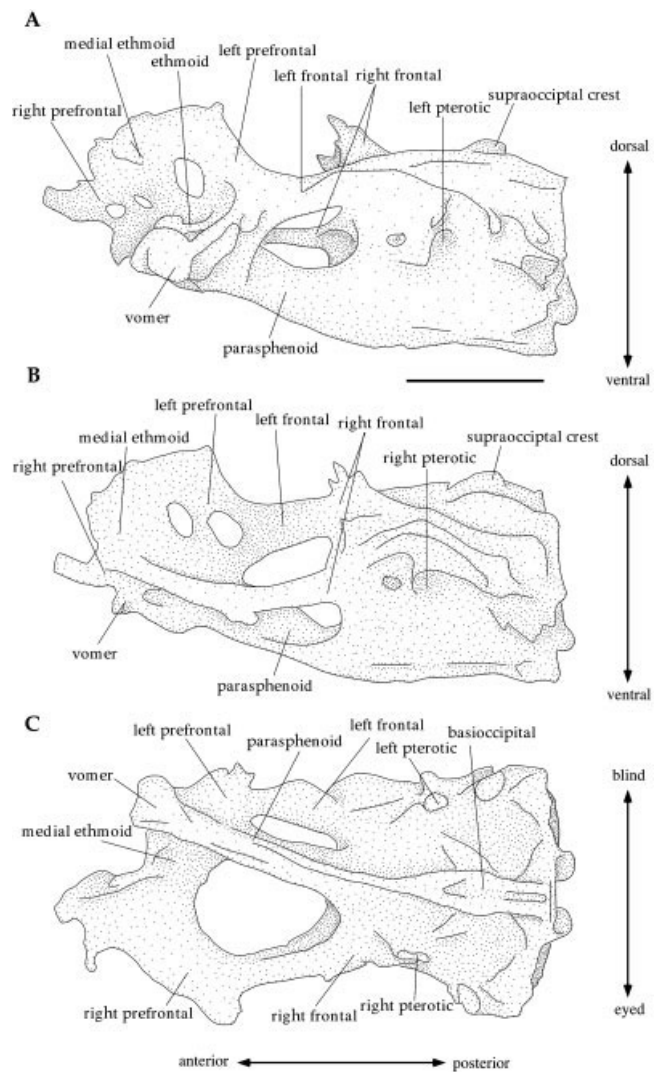 A
medial ethmoid
ethmoid
left prefrontal
left frontal
right frontal
right prefrontal
left pterotic
supraocciptal crest
dorsal
vomer
parasphenoid
ventral
B
left prefrontal
left frontal
medial ethmoid
right frontal
right prefrontal
right pterotic
supraocciptal crest
dorsal
vomer
parasphenoid
ventral
C
left prefrontal
parasphenoid
left frontal
left pterotic
basioccipital
vomer
blind
medial ethmoid
right prefrontal
right frontal
right pterotic
eyed
anterior
posterior